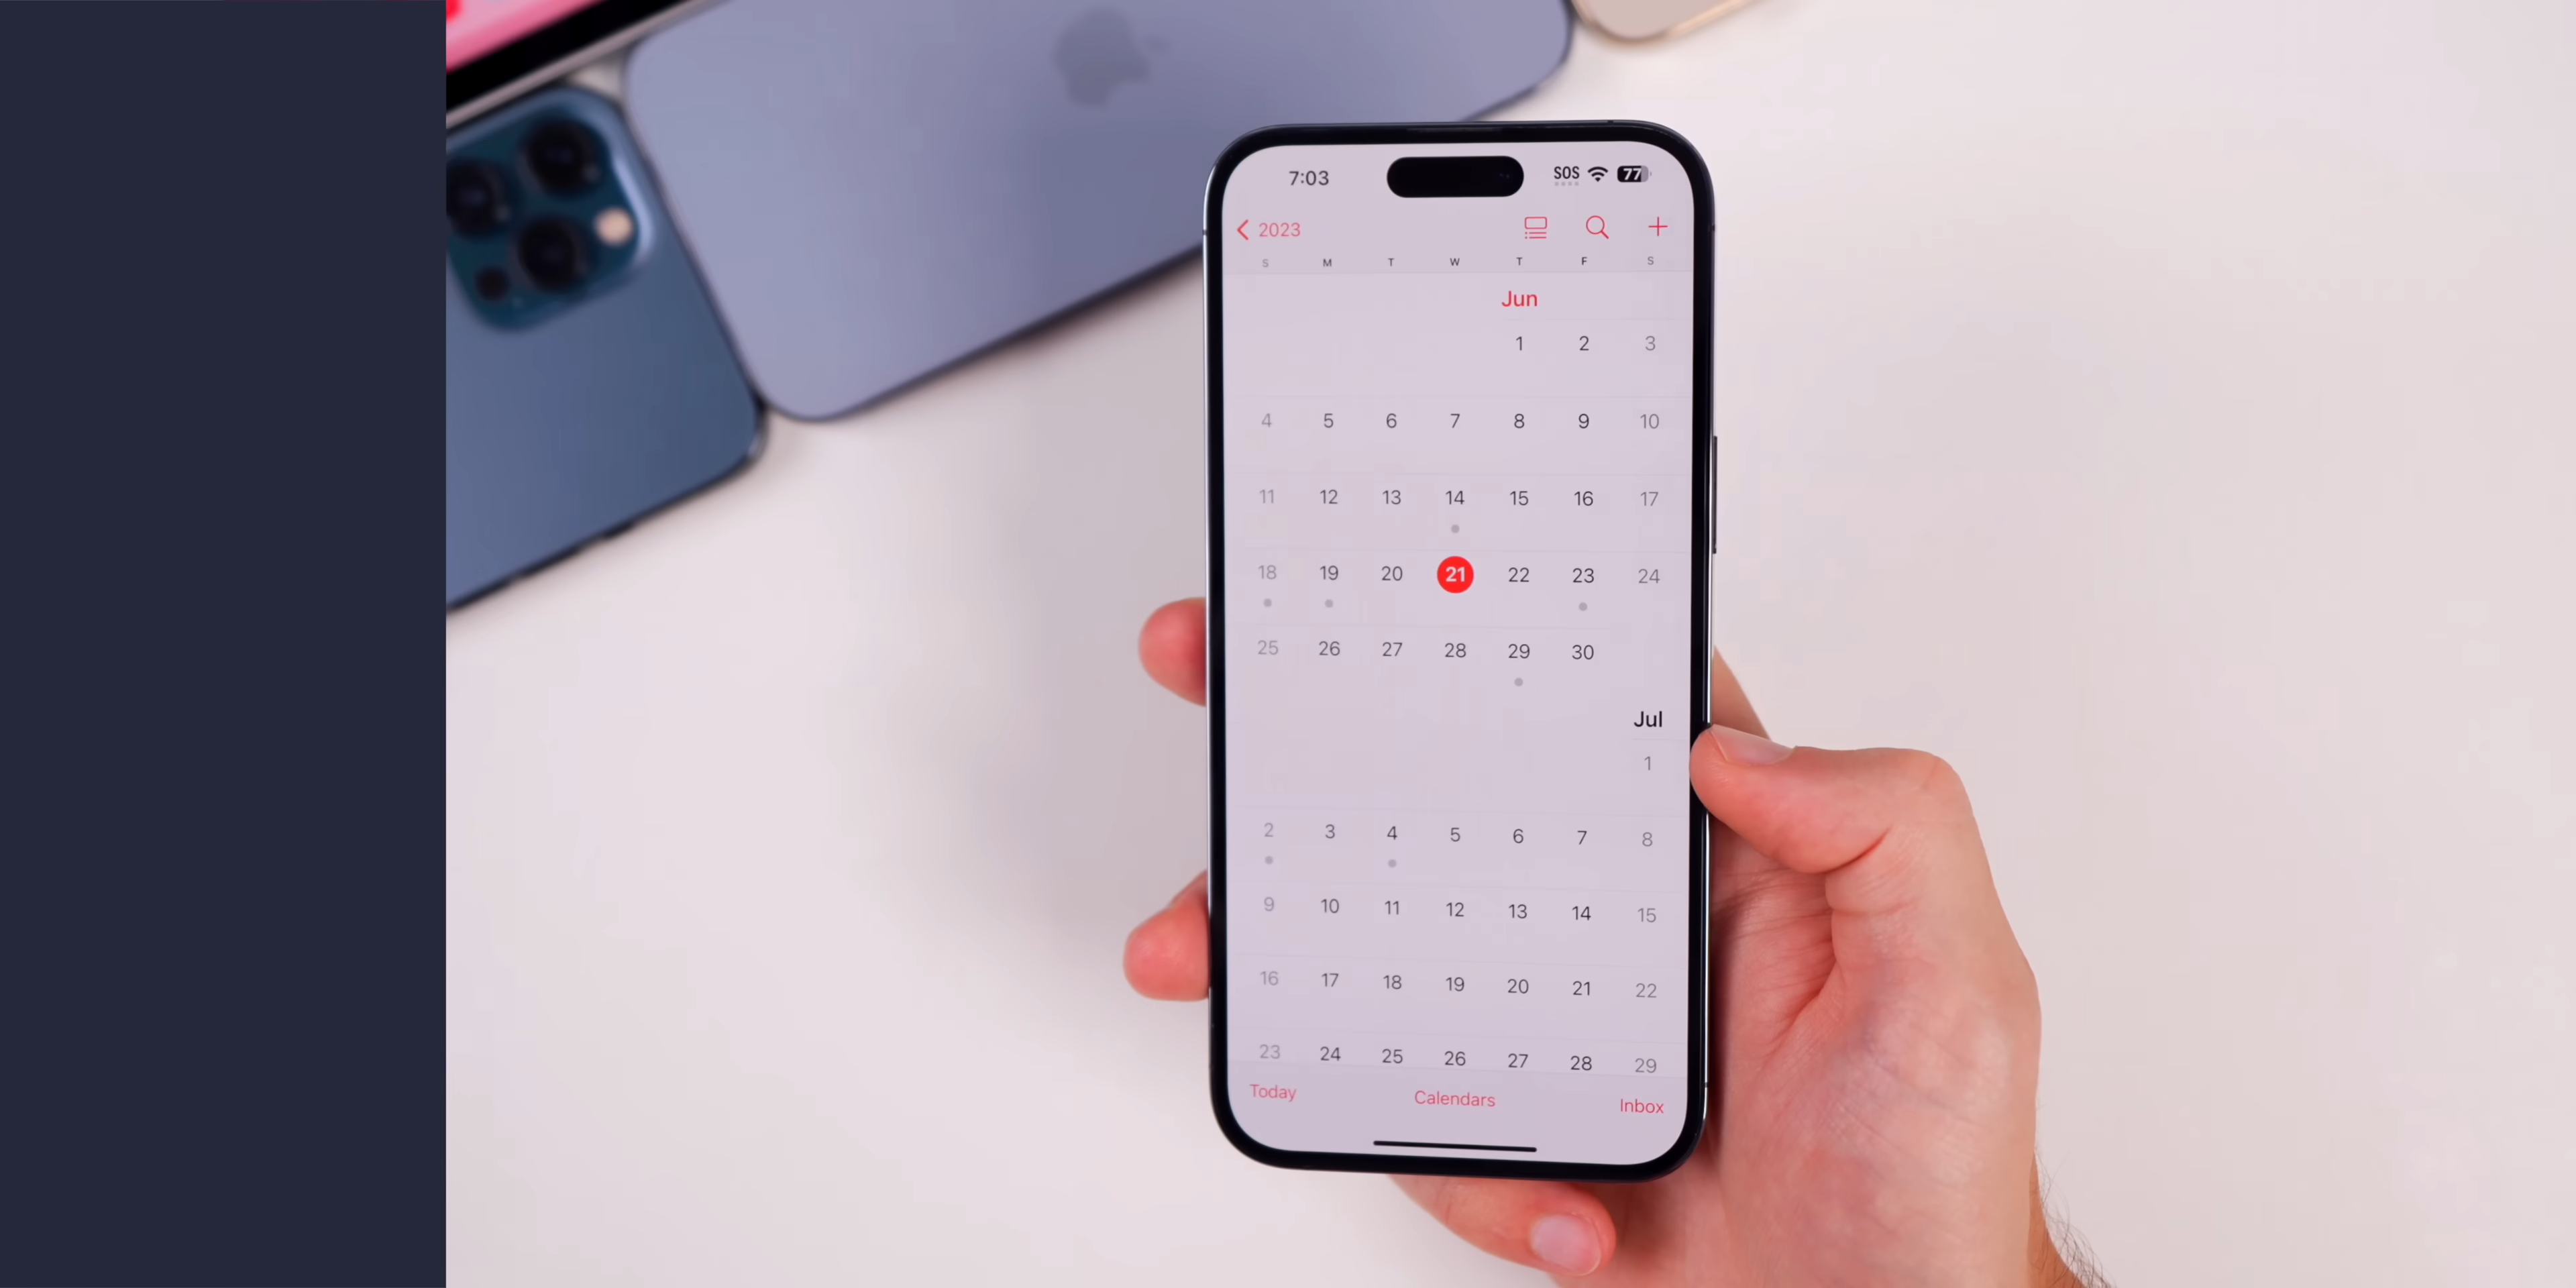 7:03 SOS 77
2023
S M T W T F S
Jun
1 2 3
4 5 6 7 8 9 10
11 12 13 14 15 16 17
18 19 20 21 22 23 24
25 26 27 28 29 30
Jul
1
2 3 4 5 6 7 8
9 10 11 12 13 14 15
16 17 18 19 20 21 22
23 24 25 26 27 28 29
Today Calendars Inbox